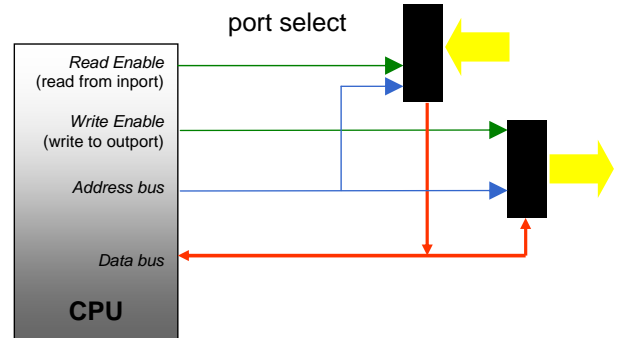 port select
Read Enable
(read from inport)
Write Enable
(write to outport)
Address bus
Data bus
CPU